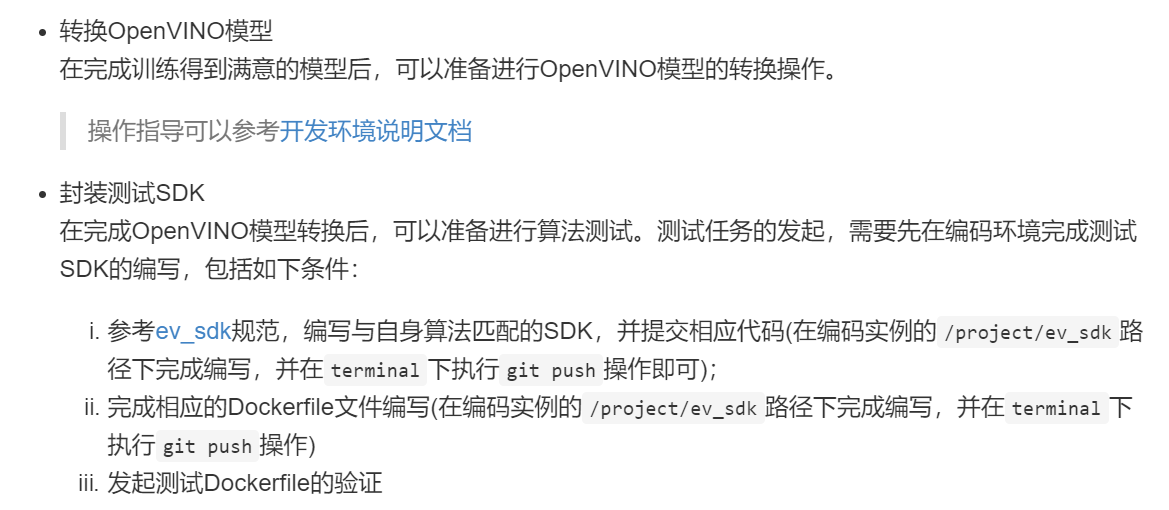 • 转换OpenVINO模型
在完成训练得到满意的模型后，可以准备进行OpenVINO模型的转换操作。
操作指导可以参考开发环境说明文档
• 封装测试SDK
在完成OpenVINO模型转换后，可以准备进行算法测试。测试任务的发起，需要先在编码环境完成测试
SDK的编写，包括如下条件：
i. 参考ev_sdk规范，编写与自身算法匹配的SDK，并提交相应代码(在编码实例的 /project/ev_sdk 路
径下完成编写，并在 terminal 下执行 git push 操作即可)；
ii. 完成相应的Dockerfile文件编写(在编码实例的 /project/ev_sdk 路径下完成编写，并在 terminal 下
执行 git push 操作)
iii. 发起测试Dockerfile的验证